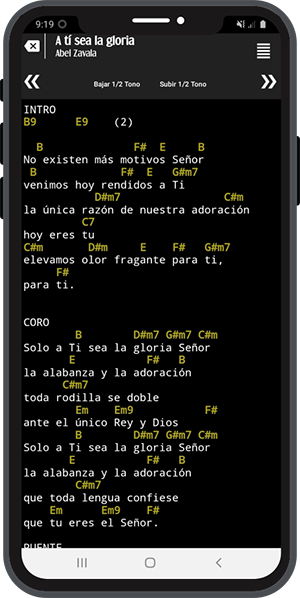 9:19
A tí sea la gloria
Abel Zavala
Bajar 1/2 Tono Subir 1/2 Tono
INTRO
B9 E9 (2)
B F# E B
No existen más motivos Señor
B F# E G#m7
venimos hoy rendidos a Ti
D#m7 C#m
la única razón de nuestra adoración
C7
hoy eres tu
C#m D#m E F# G#m7
elevamos olor fragante para ti,
F#
para ti.
CORO
B D#m7 G#m7 C#m
Solo a Ti sea la gloria Señor
E F# B
la alabanza y la adoración
C#m7
toda rodilla se doble
Em Em9 F#
ante el único Rey y Dios
B D#m7 G#m7 C#m
Solo a Ti sea la gloria Señor
E F# B
la alabanza y la adoración
C#m7
que toda lengua confiese
Em Em9 F#
que tu eres el Señor.
PUENTE